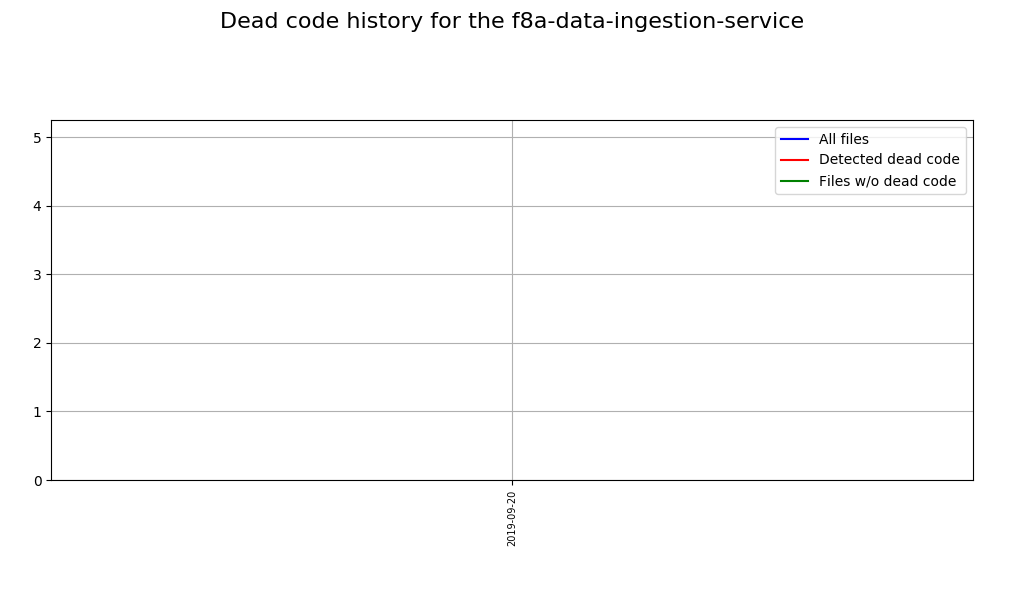 Dead code history for the f8a-data-ingestion-service
5
4
3
2
1
0
All files
Detected dead code
Files w/o dead code
2019-09-20